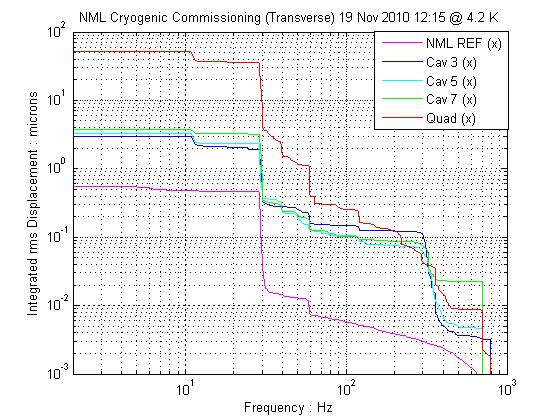 NML Cryogenic Commissioning (Transverse) 19 Nov 2010 12:15 @ 4.2 K
NML REF (x)
Cav 3 (x)
Cav 5 (x)
Cav 7 (x)
Quad (x)
Integrated rms Displacement : microns
10^2
10^1
10^0
10^-1
10^-2
10^-3
10^1
10^2
10^3
Frequency : Hz